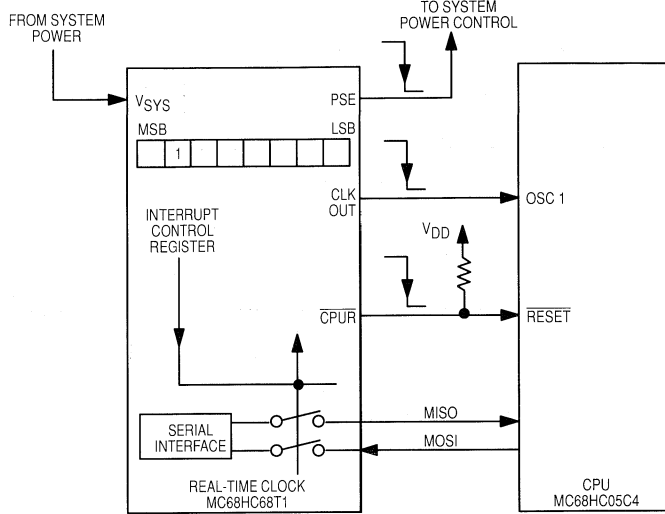 FROM SYSTEM
POWER
TO SYSTEM
POWER CONTROL
VSYS
PSE
MSB
LSB
1
CLK
OUT
OSC 1
INTERRUPT
CONTROL
REGISTER
VDD
CPUR
RESET
MISO
SERIAL
INTERFACE
MOSI
REAL-TIME CLOCK
MC68HC68T1
CPU
MC68HC05C4